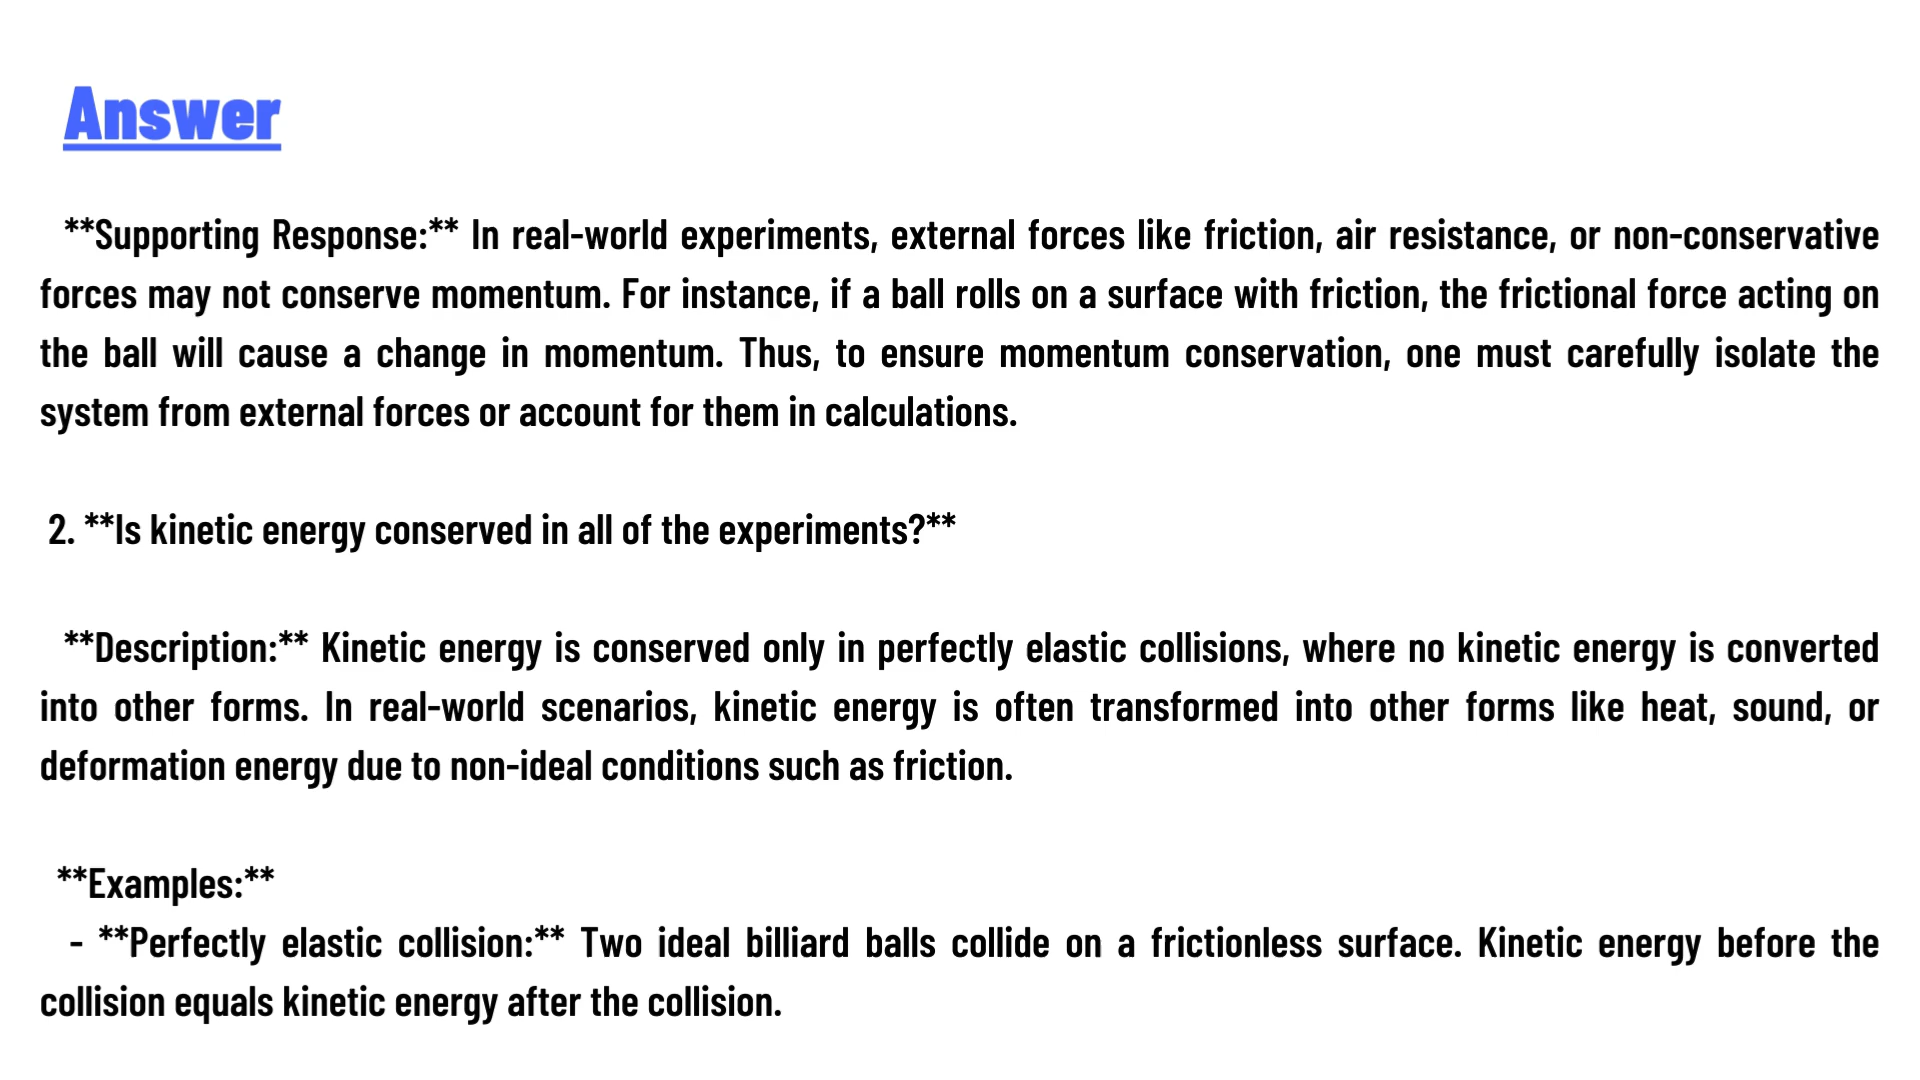 Answer
**Supporting Response:** In real-world experiments, external forces like friction, air resistance, or non-conservative
forces may not conserve momentum. For instance, if a ball rolls on a surface with friction, the frictional force acting on
the ball will cause a change in momentum. Thus, to ensure momentum conservation, one must carefully isolate the
system from external forces or account for them in calculations.
2. **Is kinetic energy conserved in all of the experiments?**
**Description:** Kinetic energy is conserved only in perfectly elastic collisions, where no kinetic energy is converted
into other forms. In real-world scenarios, kinetic energy is often transformed into other forms like heat, sound, or
deformation energy due to non-ideal conditions such as friction.
**Examples:**
- **Perfectly elastic collision:** Two ideal billiard balls collide on a frictionless surface. Kinetic energy before the
collision equals kinetic energy after the collision.